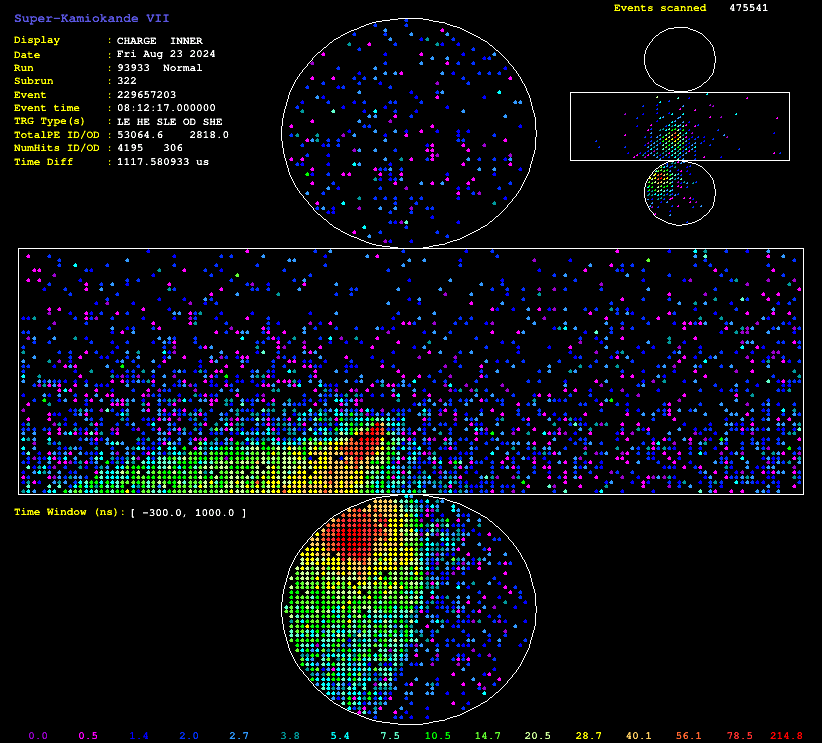 Super-Kamiokande VII
Events scanned 475541
Display : CHARGE INNER
Date : Fri Aug 23 2024
Run : 93933 Normal
Subrun : 322
Event : 229657203
Event time : 08:12:17.000000
TRG Type(s) : LE HE SLE OD SHE
TotalPE ID/OD : 53064.6 2818.0
NumHits ID/OD : 4195 306
Time Diff : 1117.580933 us
Time Window (ns): [ -300.0, 1000.0 ]
0.0 0.5 1.4 2.0 2.7 3.8 5.4 7.5 10.5 14.7 20.5 28.7 40.1 56.1 78.5 214.8